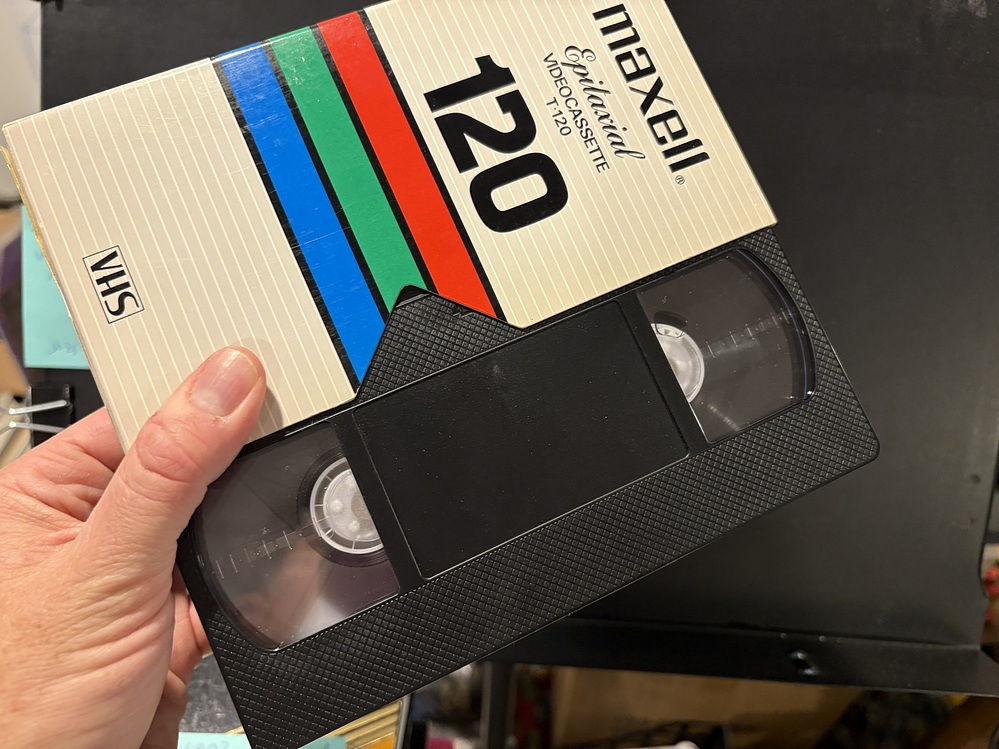 maxell®
Epitaxial
VIDEOCASSETTE
T-120
120
VHS